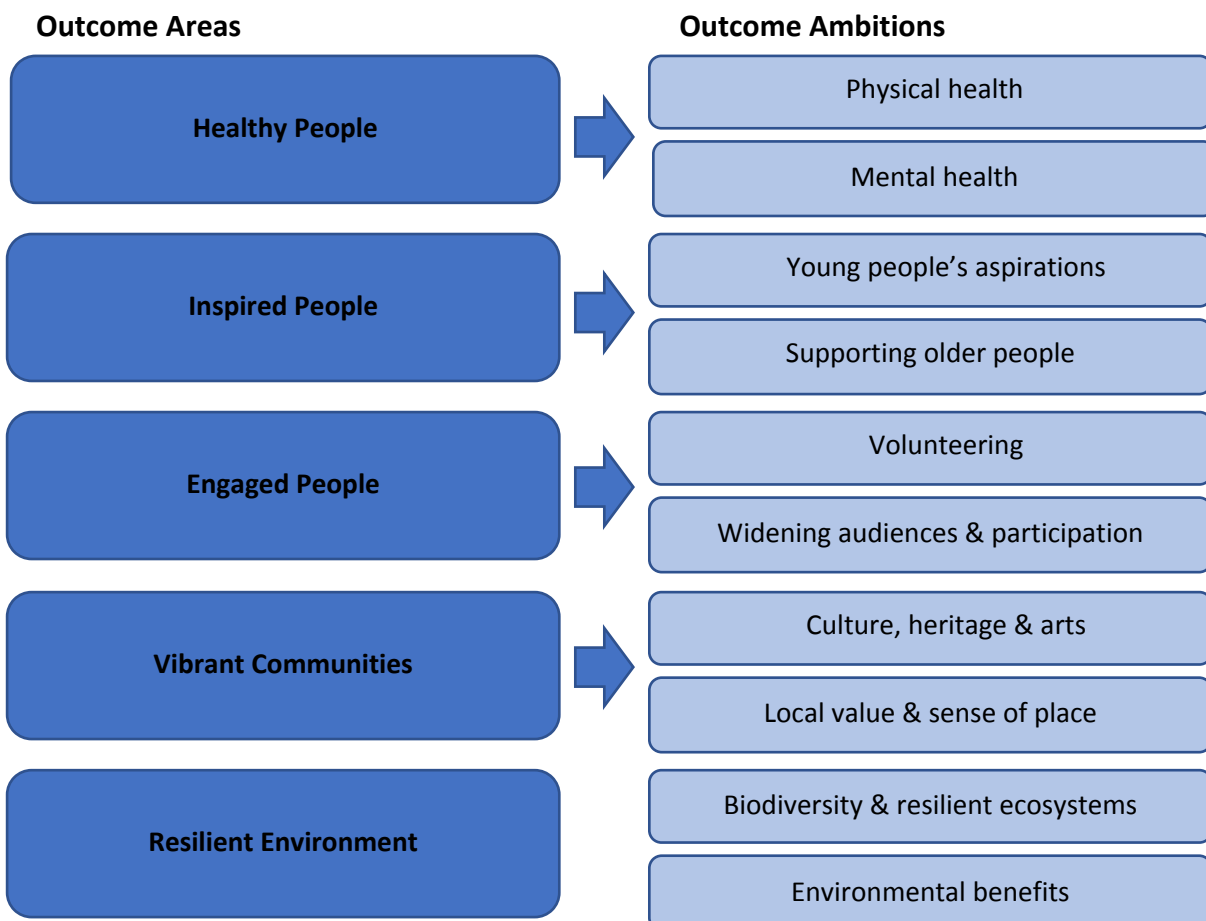 Outcome Areas
Outcome Ambitions
Healthy People
Physical health
Mental health
Inspired People
Young people’s aspirations
Supporting older people
Engaged People
Volunteering
Widening audiences & participation
Vibrant Communities
Culture, heritage & arts
Local value & sense of place
Resilient Environment
Biodiversity & resilient ecosystems
Environmental benefits